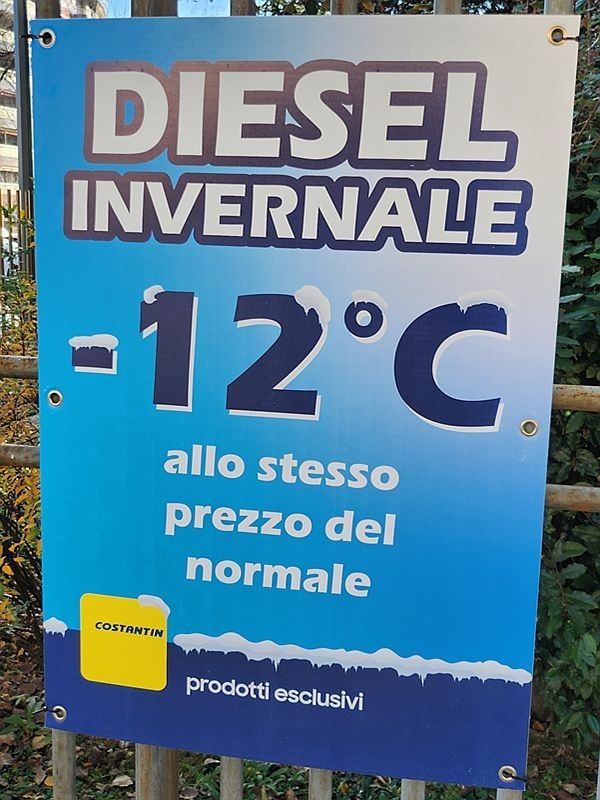 DIESEL
INVERNALE
-12°C
allo stesso
prezzo del
normale
COSTANTIN
prodotti esclusivi